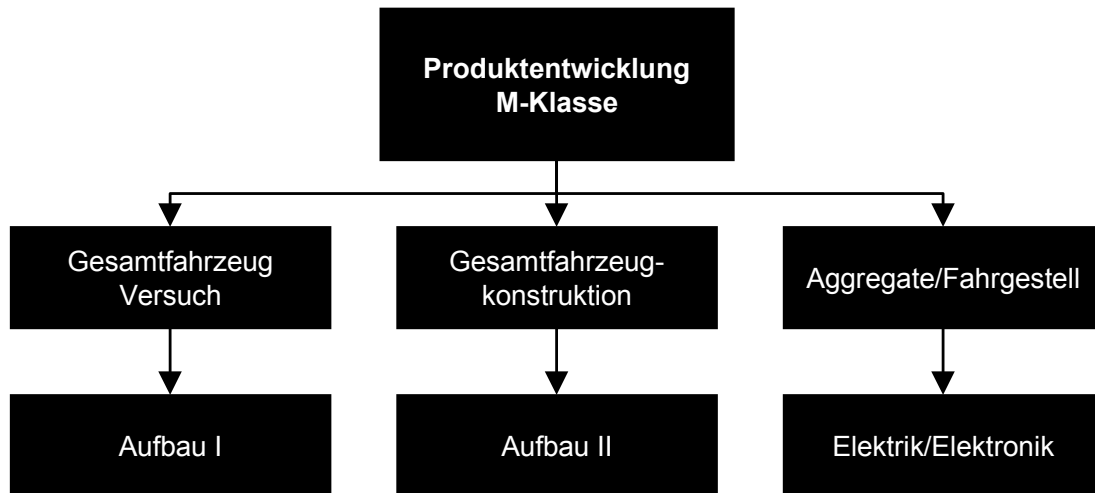 Produktentwicklung
M-Klasse
Gesamtfahrzeug
Versuch
Gesamtfahrzeug-
konstruktion
Aggregate/Fahrgestell
Aufbau I
Aufbau II
Elektrik/Elektronik